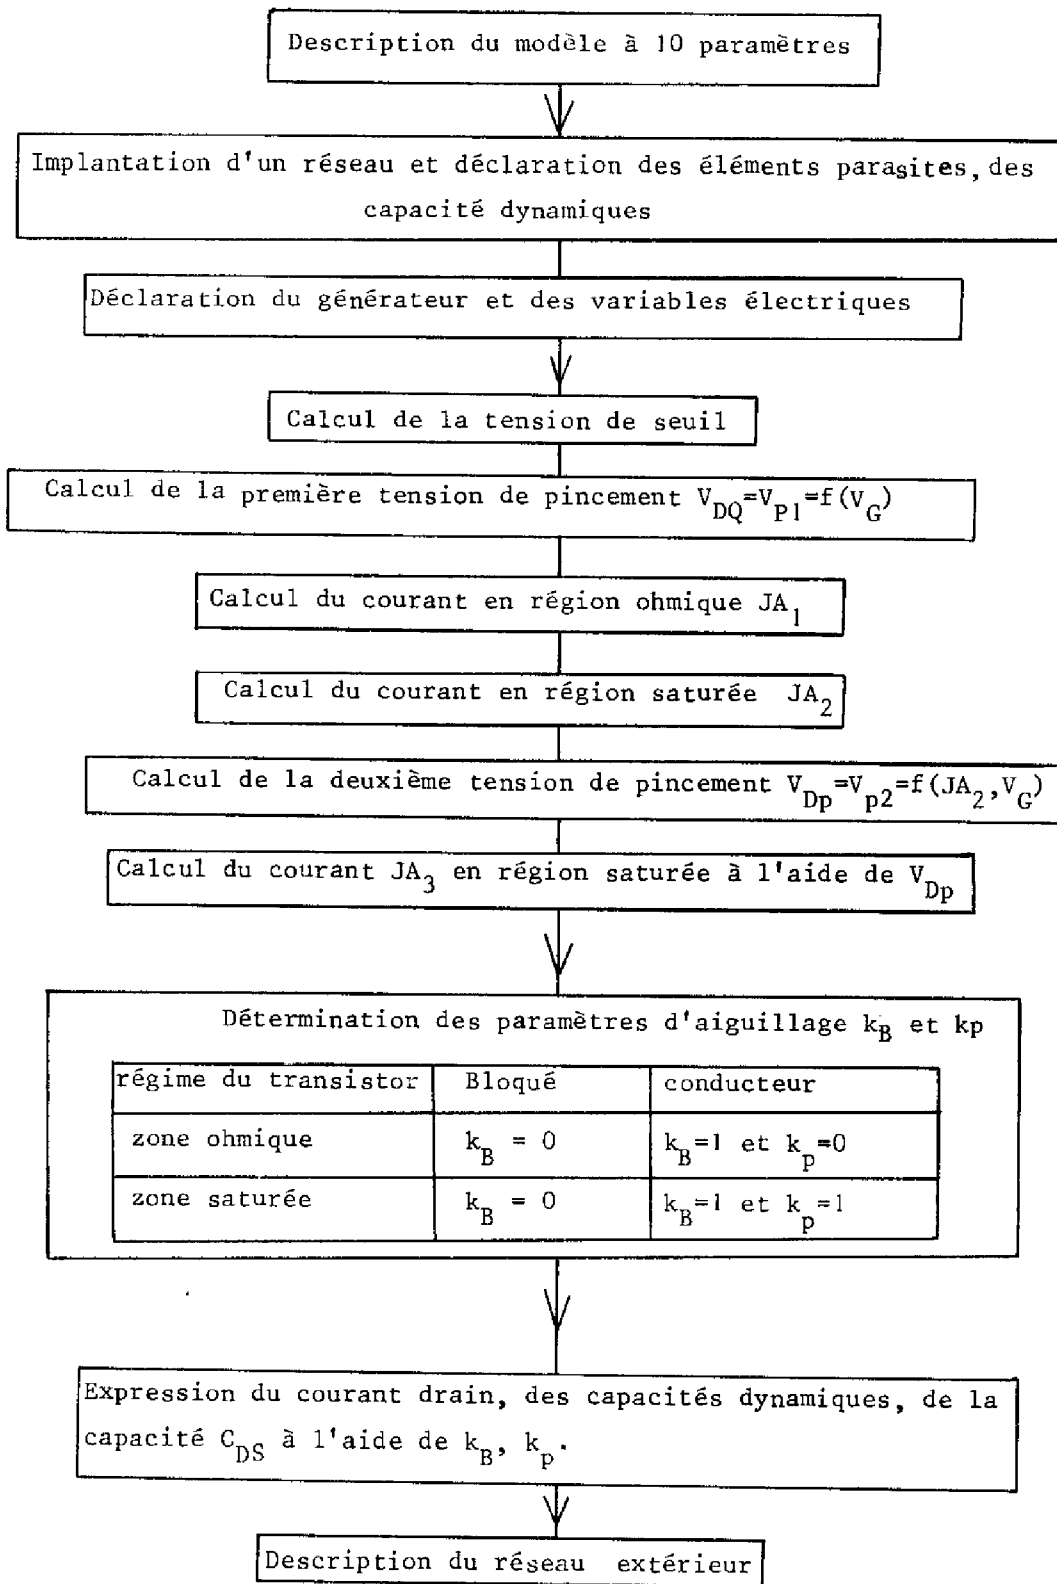 Description du modèle à 10 paramètres
Implantation d'un réseau et déclaration des éléments parasites, des
capacité dynamiques
Déclaration du générateur et des variables électriques
Calcul de la tension de seuil
Calcul de la première tension de pincement V_DQ=V_P1=f(V_G)
Calcul du courant en région ohmique JA_1
Calcul du courant en région saturée JA_2
Calcul de la deuxième tension de pincement V_Dp=V_p2=f(JA_2,V_G)
Calcul du courant JA_3 en région saturée à l'aide de V_Dp
Détermination des paramètres d'aiguillage k_B et kp
régime du transistor Bloqué conducteur
zone ohmique k_B = 0 k_B=1 et k_p=0
zone saturée k_B = 0 k_B=1 et k_p=1
Expression du courant drain, des capacités dynamiques, de la
capacité C_DS à l'aide de k_B, k_p.
Description du réseau extérieur